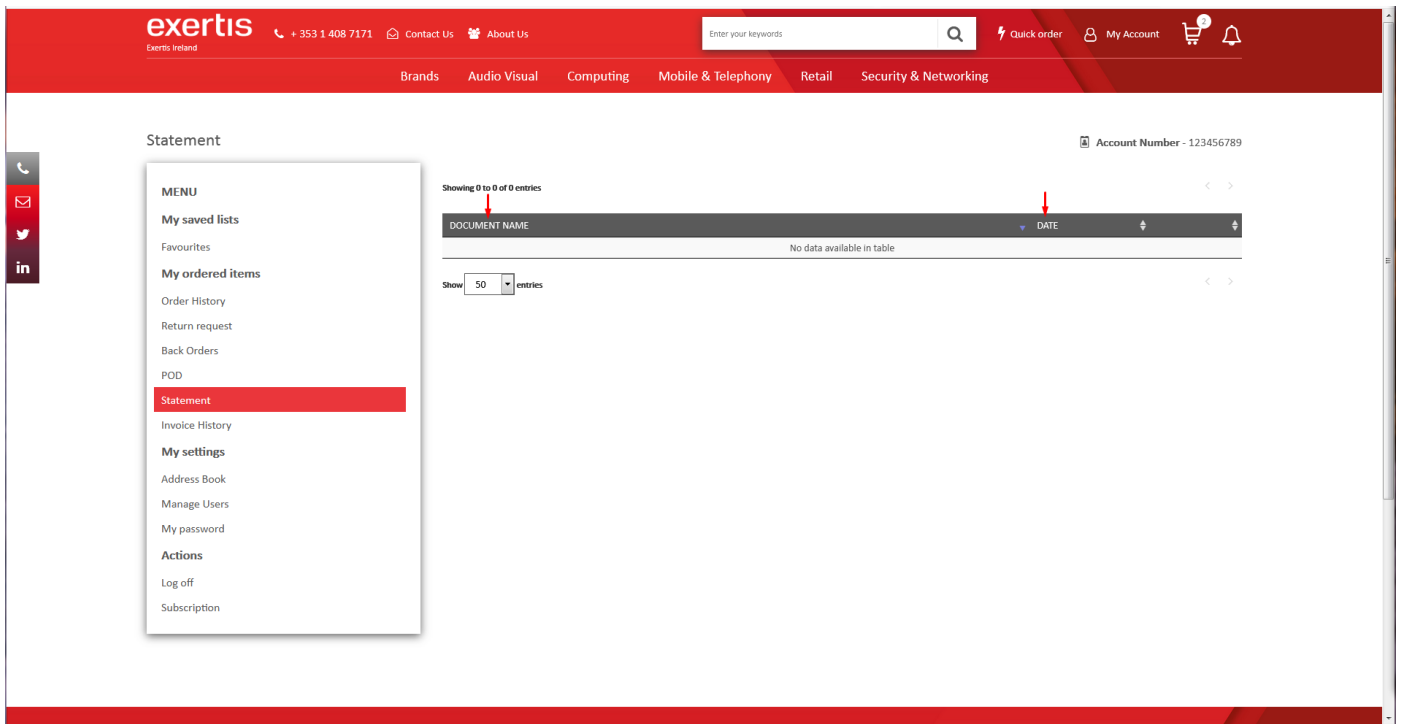 exertis
Exertis Ireland
+ 353 1 408 7171 Contact Us About Us
Enter your keywords
Quick order My Account 2
Brands Audio Visual Computing Mobile & Telephony Retail Security & Networking
Statement
Account Number - 123456789
MENU
My saved lists
Favourites
My ordered items
Order History
Return request
Back Orders
POD
Statement
Invoice History
My settings
Address Book
Manage Users
My password
Actions
Log off
Subscription
Showing 0 to 0 of 0 entries
DOCUMENT NAME DATE
No data available in table
Show 50 entries
in